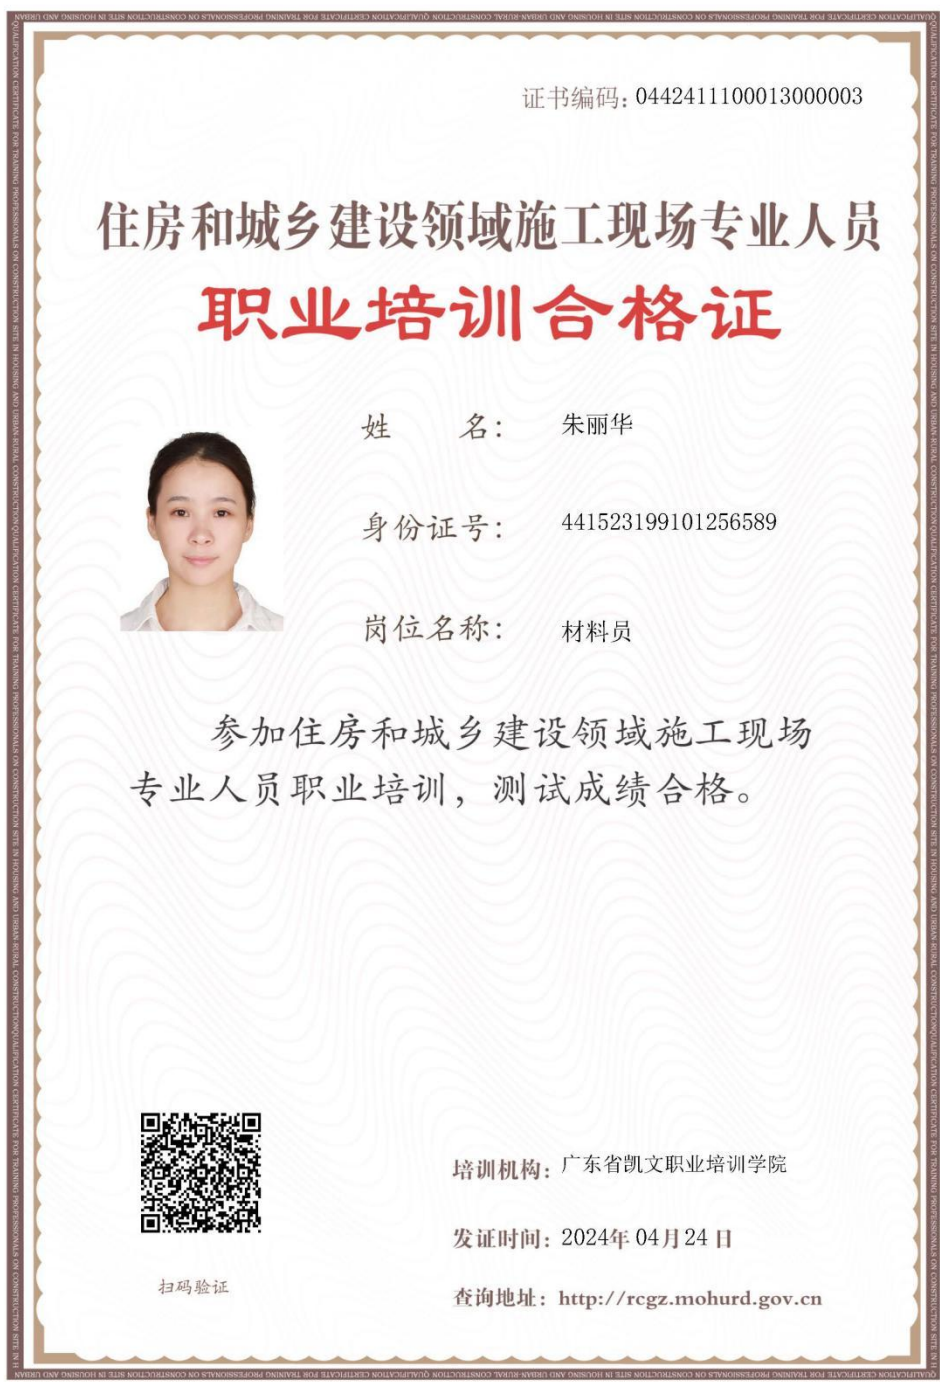 证书编码：0442411100013000003
住房和城乡建设领域施工现场专业人员
职业培训合格证
姓 名： 朱丽华
身份证号： 441523199101256589
岗位名称： 材料员
参加住房和城乡建设领域施工现场
专业人员职业培训，测试成绩合格。
培训机构：广东省凯文职业培训学院
发证时间：2024年 04月 24 日
扫码验证
查询地址：http://rcgz.mohurd.gov.cn